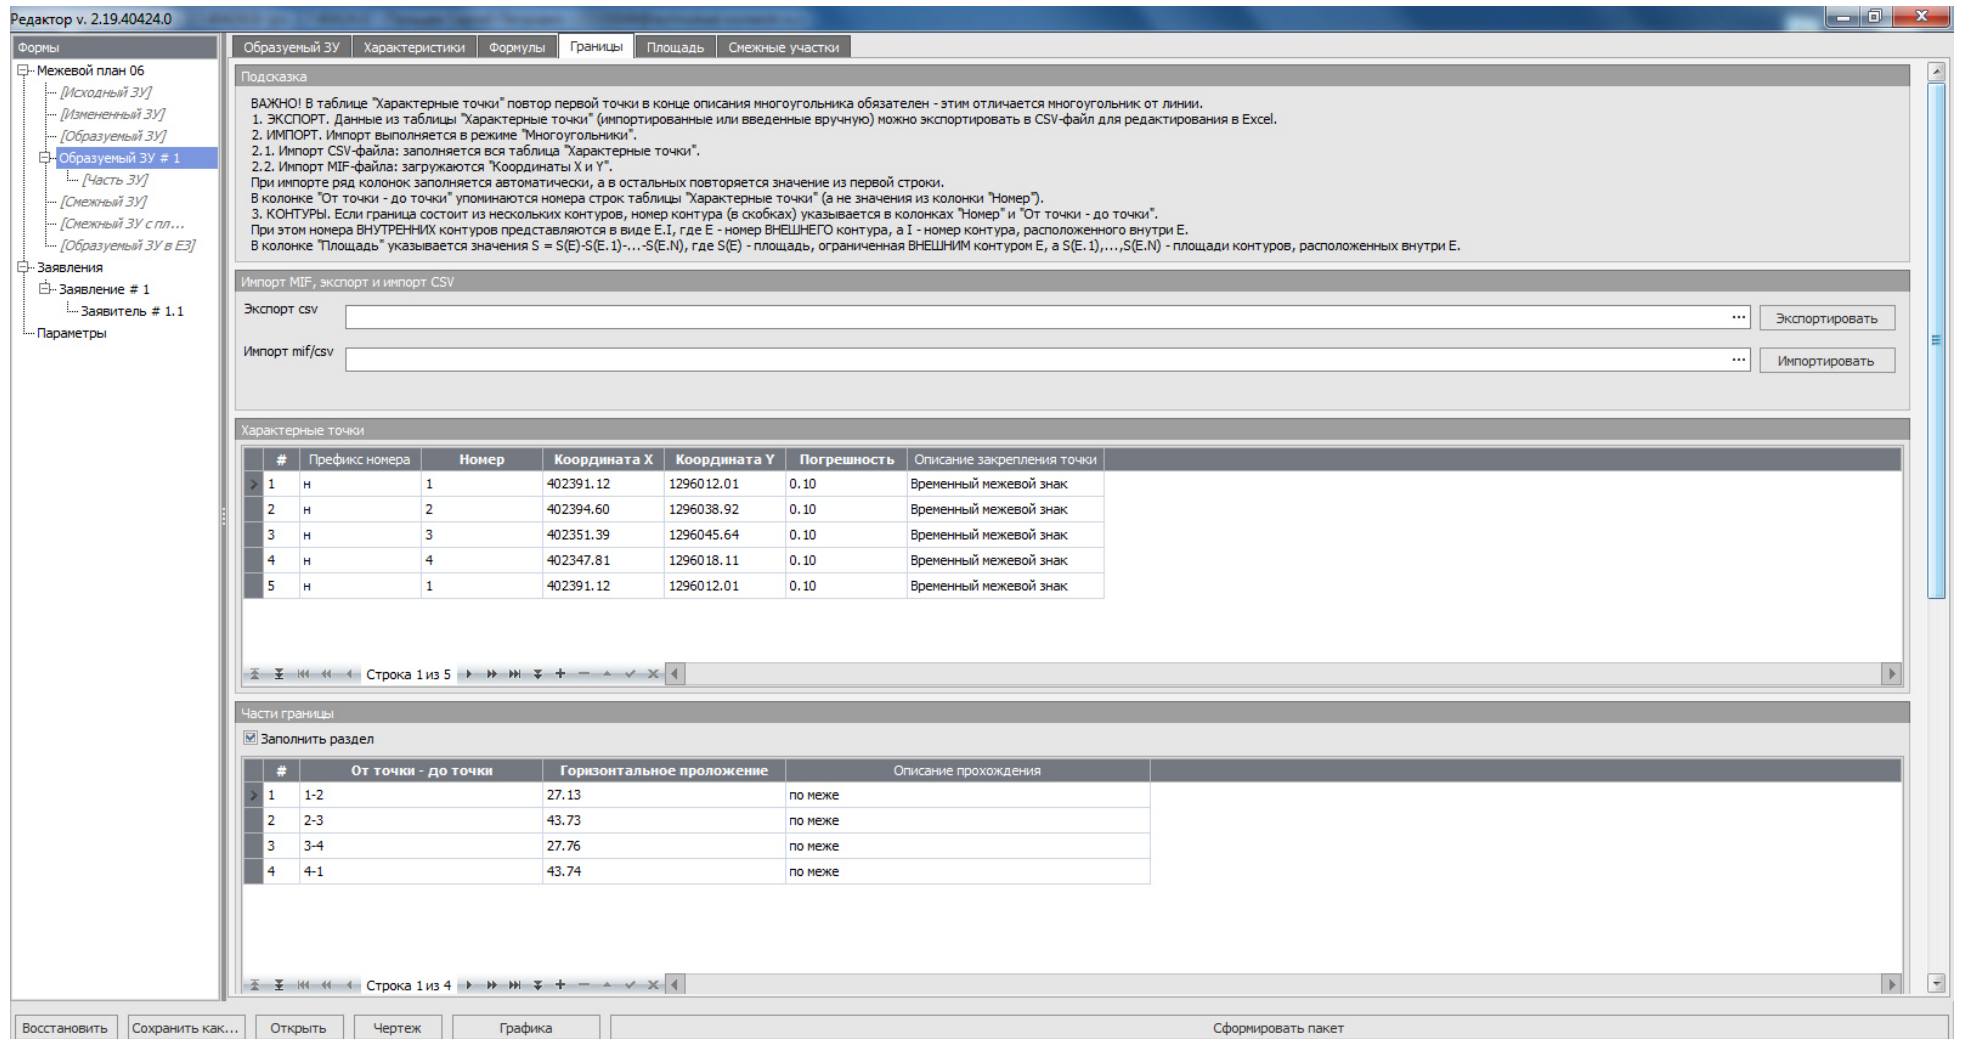 Редактор v. 2.19.40424.0
Формы
Межевой план 06
[Исходный ЗУ]
[Измененный ЗУ]
[Образуемый ЗУ]
Образуемый ЗУ # 1
[Часть ЗУ]
[Смежный ЗУ]
[Смежный ЗУ с пл...
[Образуемый ЗУ в ЕЗ]
Заявления
Заявление # 1
Заявитель # 1.1
Параметры
Образуемый ЗУ Характеристики Формулы Границы Площадь Смежные участки
Подсказка
ВАЖНО! В таблице "Характерные точки" повтор первой точки в конце описания многоугольника обязателен - этим отличается многоугольник от линии.
1. ЭКСПОРТ. Данные из таблицы "Характерные точки" (импортированные или введенные вручную) можно экспортировать в CSV-файл для редактирования в Excel.
2. ИМПОРТ. Импорт выполняется в режиме "Многоугольники".
2.1. Импорт CSV-файла: заполняется вся таблица "Характерные точки".
2.2. Импорт MIF-файла: загружаются "Координаты X и Y".
При импорте ряд колонок заполняется автоматически, а в остальных повторяется значение из первой строки.
В колонке "От точки - до точки" упоминаются номера строк таблицы "Характерные точки" (а не значения из колонки "Номер").
3. КОНТУРЫ. Если граница состоит из нескольких контуров, номер контура (в скобках) указывается в колонках "Номер" и "От точки - до точки".
При этом номера ВНУТРЕННИХ контуров представляются в виде E.I, где E - номер ВНЕШНЕГО контура, а I - номер контура, расположенного внутри E.
В колонке "Площадь" указывается значения S = S(E)-S(E.1)-...-S(E.N), где S(E) - площадь, ограниченная ВНЕШНИМ контуром E, а S(E.1),...,S(E.N) - площади контуров, расположенных внутри E.
Импорт MIF, экспорт и импорт CSV
Экспорт csv ... Экспортировать
Импорт mif/csv ... Импортировать
Характерные точки
# Префикс номера Номер Координата X Координата Y Погрешность Описание закрепления точки
1 н 1 402391.12 1296012.01 0.10 Временный межевой знак
2 н 2 402394.60 1296038.92 0.10 Временный межевой знак
3 н 3 402351.39 1296045.64 0.10 Временный межевой знак
4 н 4 402347.81 1296018.11 0.10 Временный межевой знак
5 н 1 402391.12 1296012.01 0.10 Временный межевой знак
Строка 1 из 5
Части границы
Заполнить раздел
# От точки - до точки Горизонтальное проложение Описание прохождения
1 1-2 27.13 по меже
2 2-3 43.73 по меже
3 3-4 27.76 по меже
4 4-1 43.74 по меже
Строка 1 из 4
Восстановить Сохранить как... Открыть Чертеж Графика Сформировать пакет